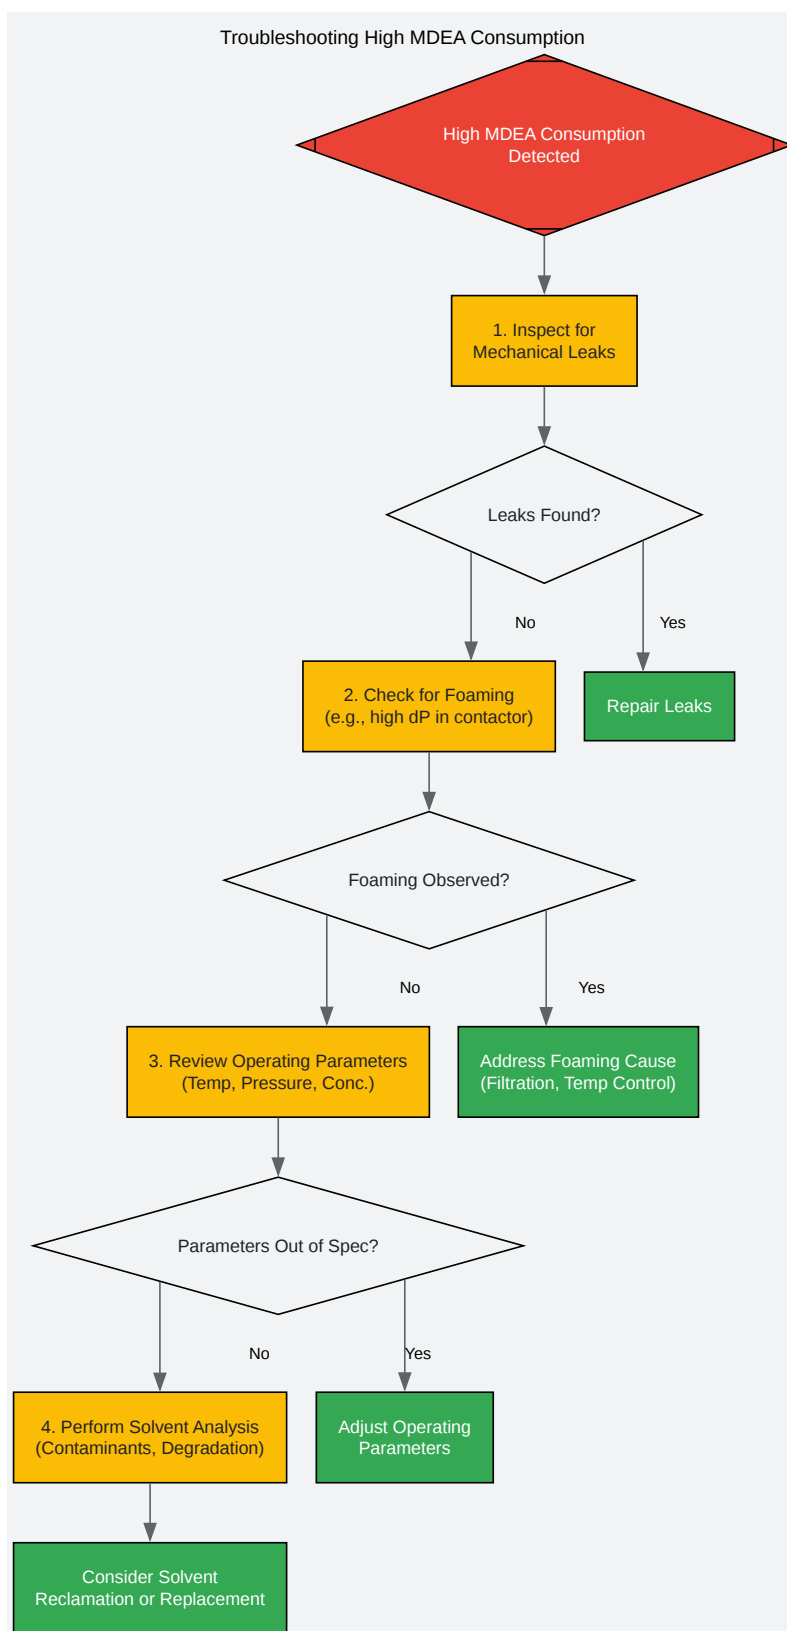 Troubleshooting High MDEA Consumption
High MDEA Consumption
Detected
1. Inspect for
Mechanical Leaks
Leaks Found?
No
Yes
2. Check for Foaming
(e.g., high dP in contactor)
Repair Leaks
Foaming Observed?
No
Yes
3. Review Operating Parameters
(Temp, Pressure, Conc.)
Address Foaming Cause
(Filtration, Temp Control)
Parameters Out of Spec?
No
Yes
4. Perform Solvent Analysis
(Contaminants, Degradation)
Adjust Operating
Parameters
Consider Solvent
Reclamation or Replacement